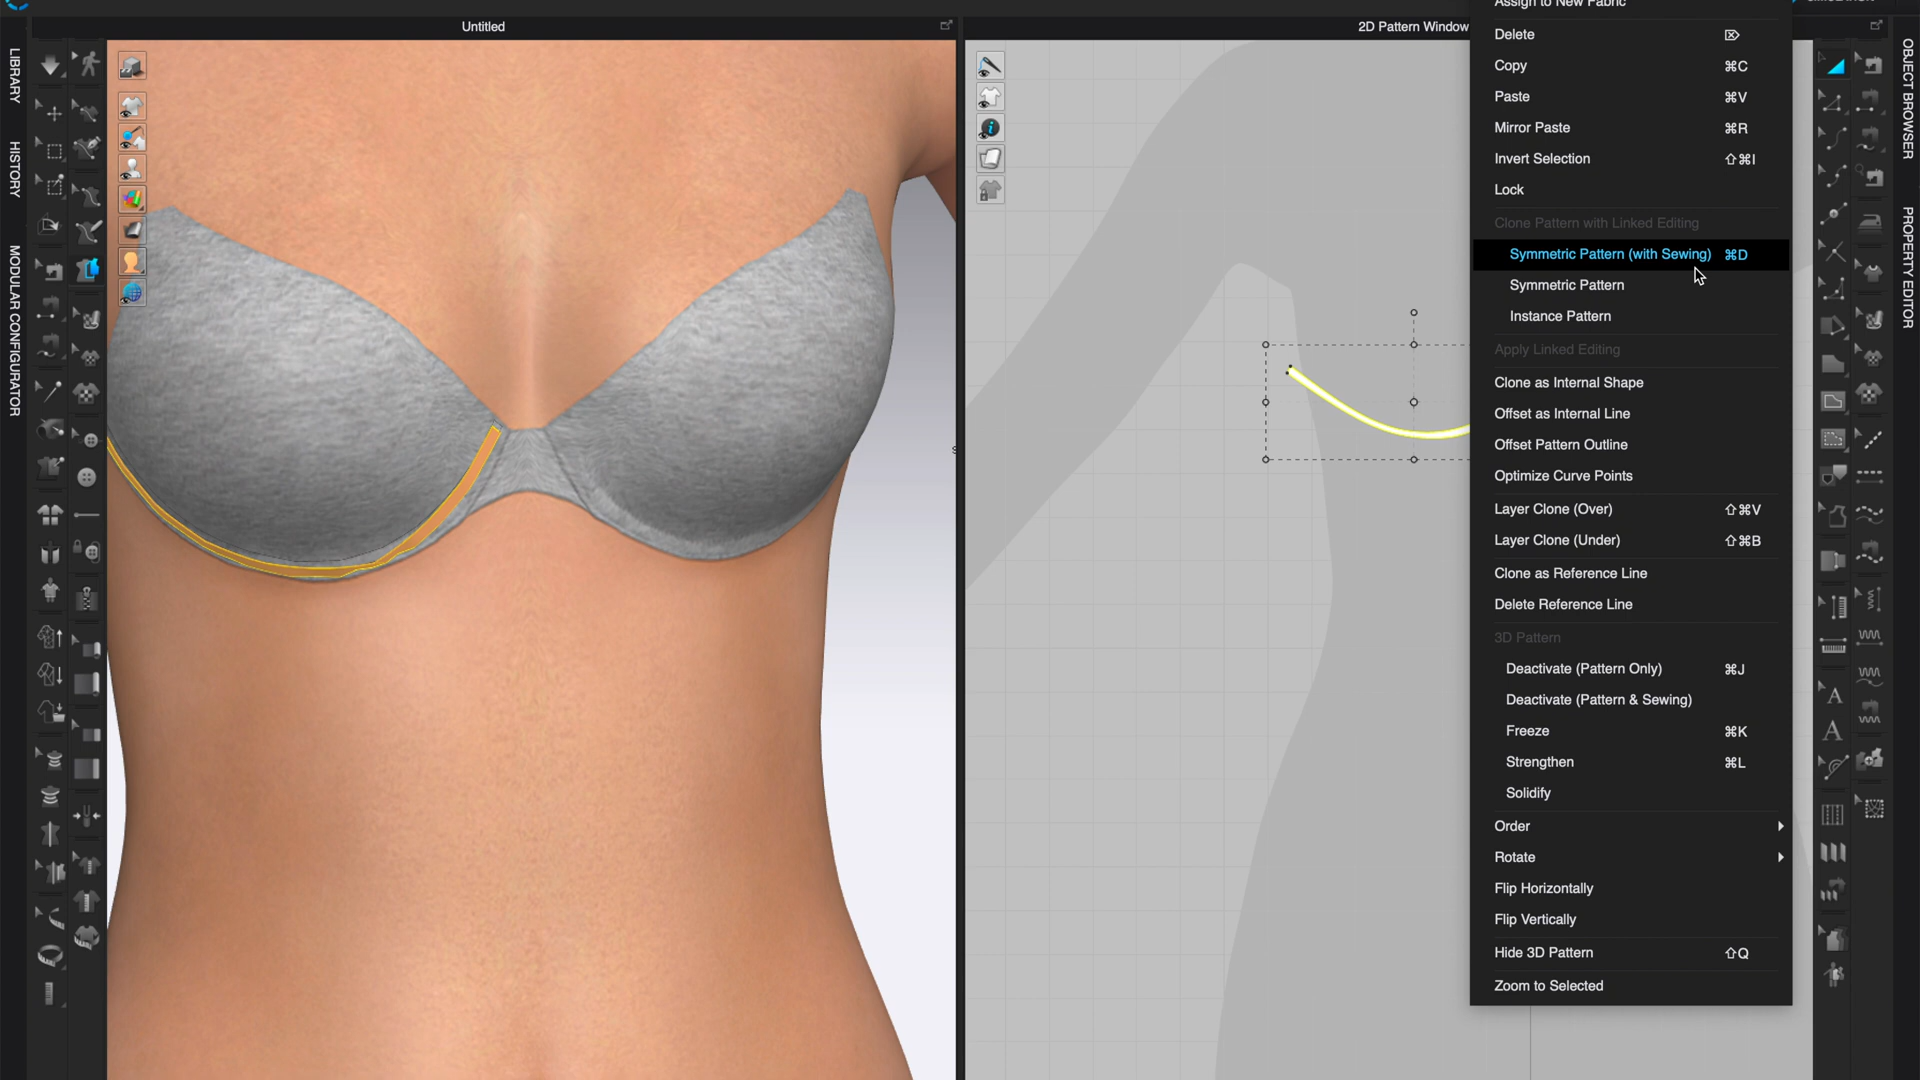 Assign to New Fabric
Untitled
2D Pattern Window
LIBRARY
HISTORY
MODULAR CONFIGURATOR
OBJECT BROWSER
PROPERTY EDITOR
Delete ⌦
Copy ⌘C
Paste ⌘V
Mirror Paste ⌘R
Invert Selection ⇧⌘I
Lock
Clone Pattern with Linked Editing
Symmetric Pattern (with Sewing) ⌘D
Symmetric Pattern
Instance Pattern
Apply Linked Editing
Clone as Internal Shape
Offset as Internal Line
Offset Pattern Outline
Optimize Curve Points
Layer Clone (Over) ⇧⌘V
Layer Clone (Under) ⇧⌘B
Clone as Reference Line
Delete Reference Line
3D Pattern
Deactivate (Pattern Only) ⌘J
Deactivate (Pattern & Sewing)
Freeze ⌘K
Strengthen ⌘L
Solidify
Order
Rotate
Flip Horizontally
Flip Vertically
Hide 3D Pattern ⇧Q
Zoom to Selected